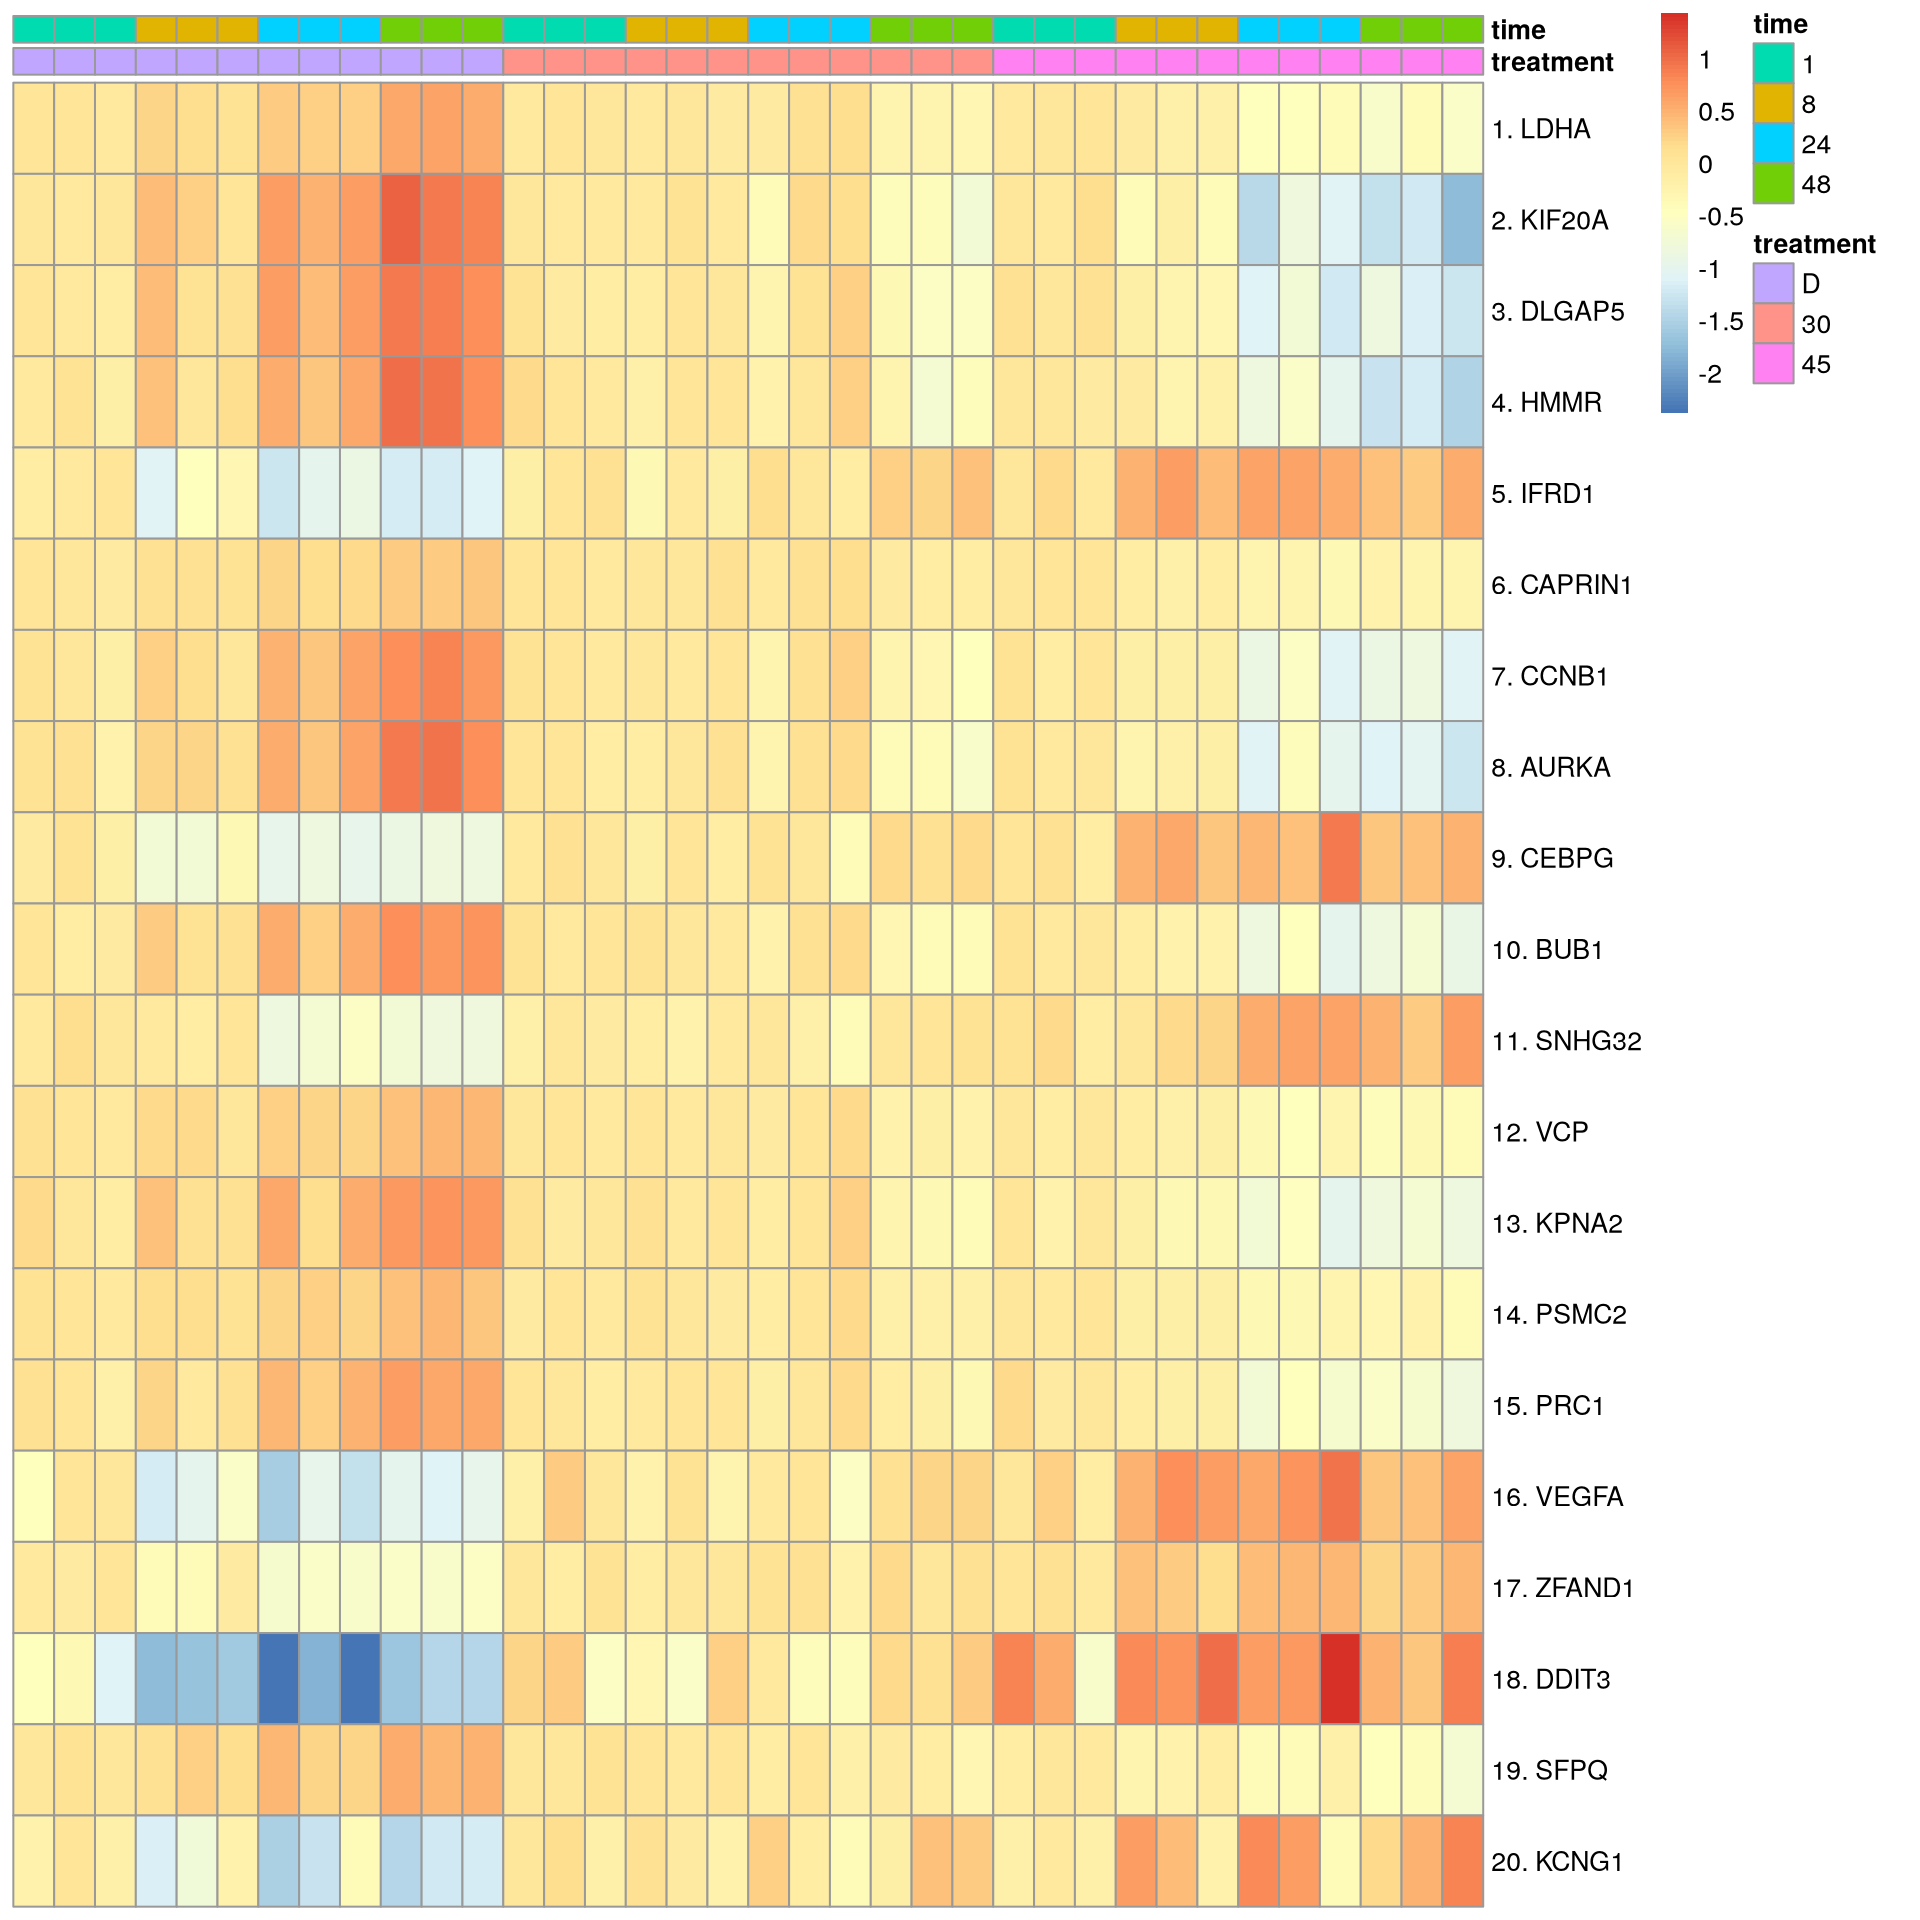 time
treatment
1. LDHA
2. KIF20A
3. DLGAP5
4. HMMR
5. IFRD1
6. CAPRIN1
7. CCNB1
8. AURKA
9. CEBPG
10. BUB1
11. SNHG32
12. VCP
13. KPNA2
14. PSMC2
15. PRC1
16. VEGFA
17. ZFAND1
18. DDIT3
19. SFPQ
20. KCNG1
1
0.5
0
-0.5
-1
-1.5
-2
time
1
8
24
48
treatment
D
30
45